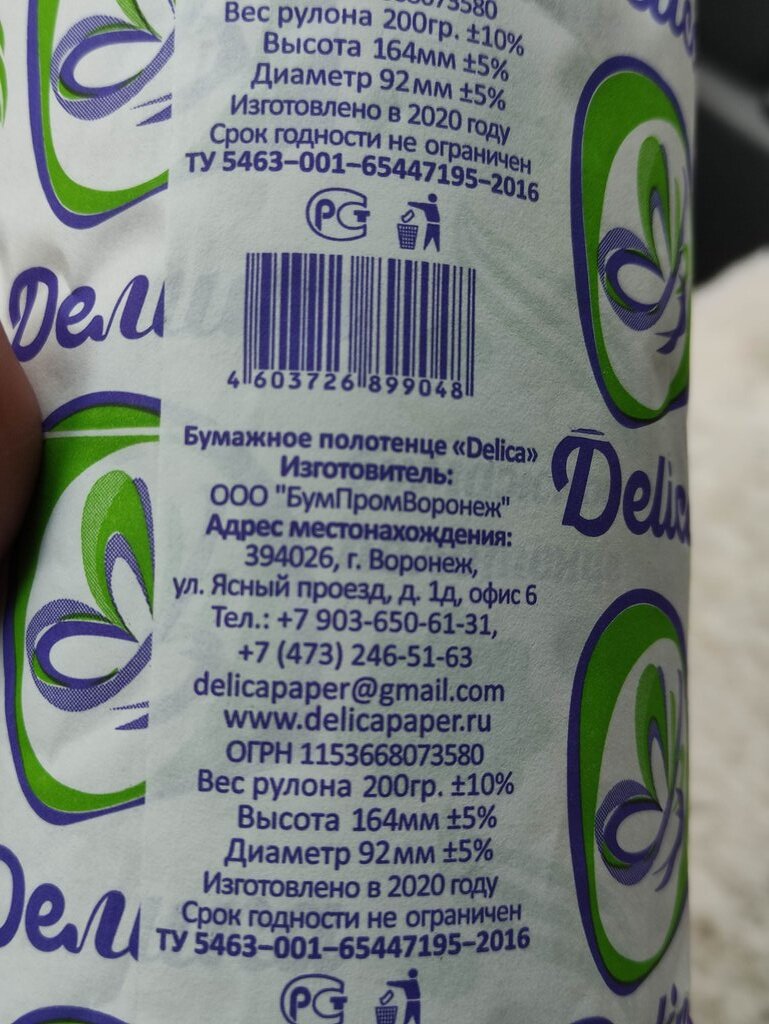 Вес рулона 200гр. ±10%
Высота 164мм ±5%
Диаметр 92мм ±5%
Изготовлено в 2020 году
Срок годности не ограничен
ТУ 5463-001-65447195-2016
РСТ
4 603726 899048
Бумажное полотенце «Delica»
Изготовитель:
ООО "БумПромВоронеж"
Адрес местонахождения:
394026, г. Воронеж,
ул. Ясный проезд, д. 1д, офис 6
Тел.: +7 903-650-61-31,
+7 (473) 246-51-63
delicapaper@gmail.com
www.delicapaper.ru
ОГРН 1153668073580
Вес рулона 200гр. ±10%
Высота 164мм ±5%
Диаметр 92мм ±5%
Изготовлено в 2020 году
Срок годности не ограничен
ТУ 5463-001-65447195-2016
РСТ
Дели
Дели
Delica